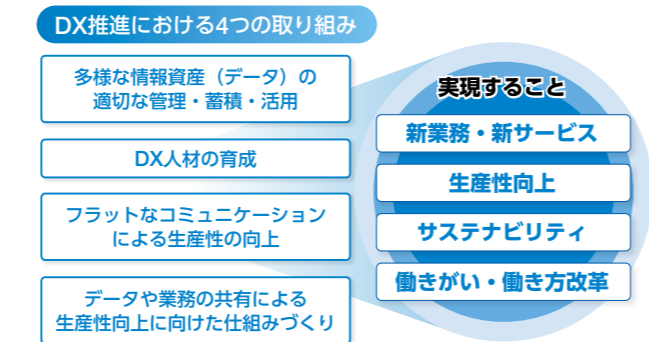 DX推進における4つの取り組み
多様な情報資産（データ）の
適切な管理・蓄積・活用
DX人材の育成
フラットなコミュニケーション
による生産性の向上
データや業務の共有による
生産性向上に向けた仕組みづくり
実現すること
新業務・新サービス
生産性向上
サステナビリティ
働きがい・働き方改革